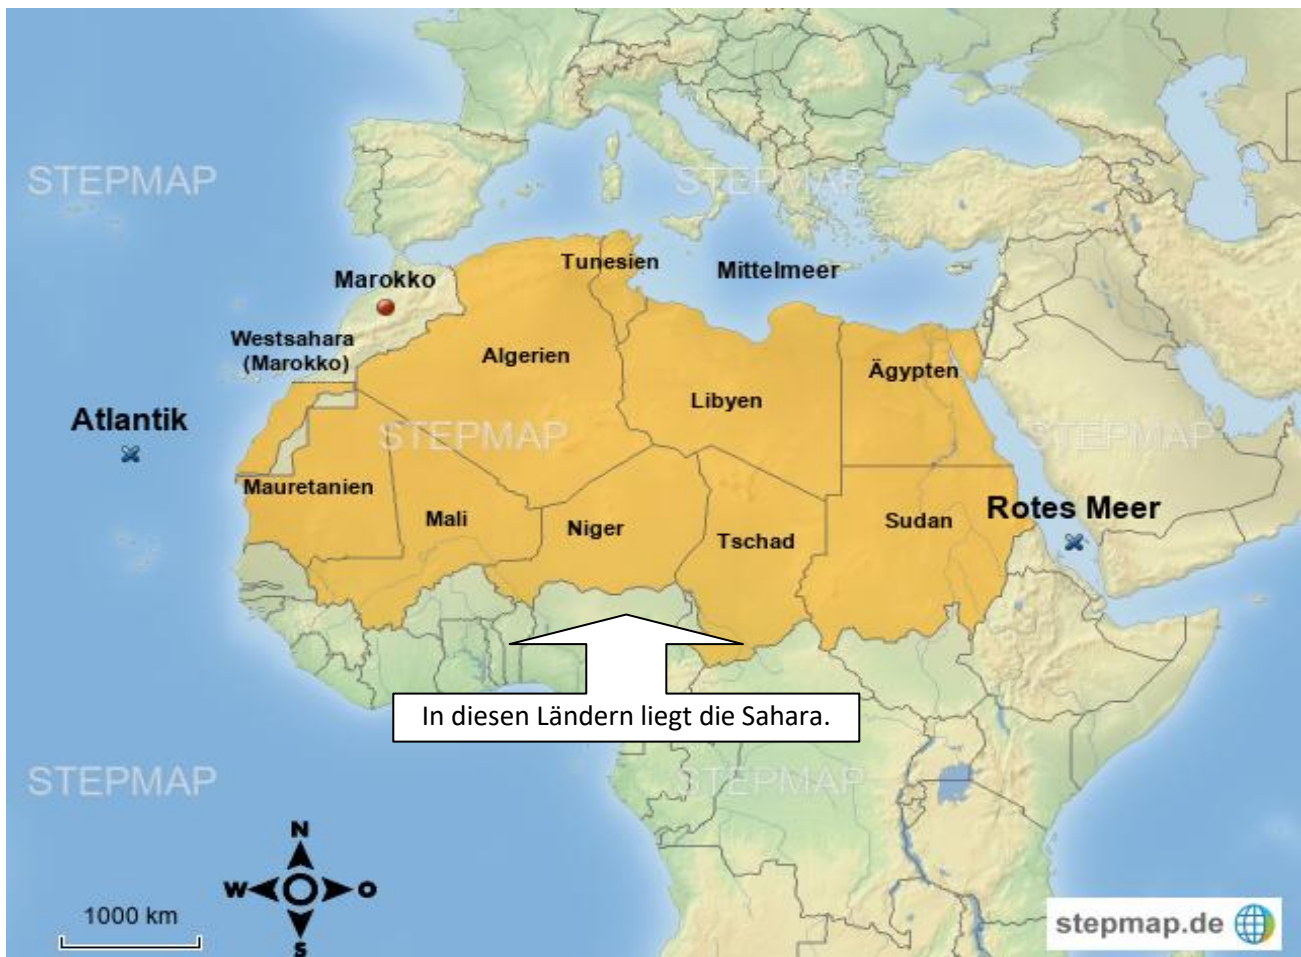 STEPMAP
STEPMAP
Tunesien
Mittelmeer
Marokko
Westsahara
(Marokko)
Algerien
Ägypten
Libyen
Atlantik
STEPMAP
STEPMAP
Mauretanien
Mali
Niger
Tschad
Sudan
Rotes Meer
In diesen Ländern liegt die Sahara.
STEPMAP
STEPMAP
N
W
O
S
1000 km
stepmap.de